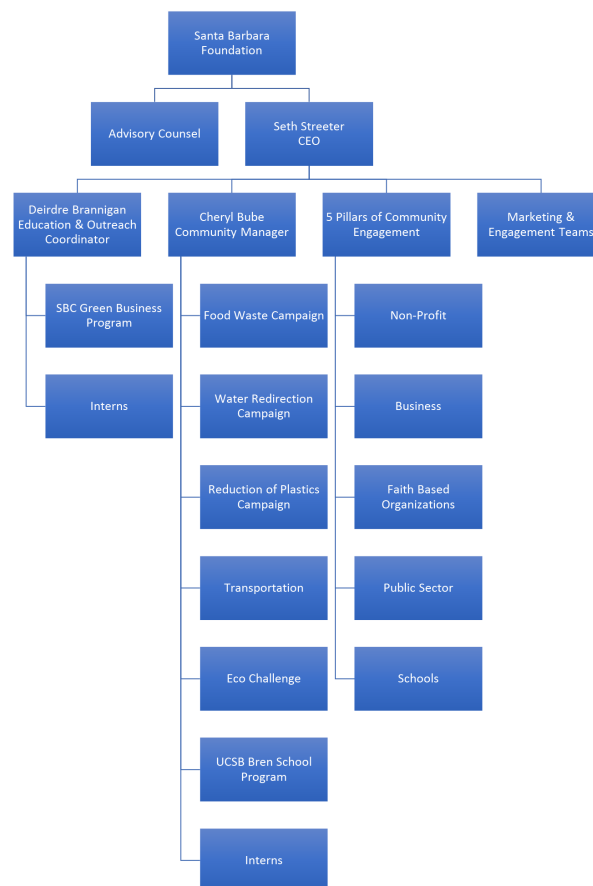 Santa Barbara
Foundation
Advisory Counsel
Seth Streeter
CEO
Deirdre Brannigan
Education & Outreach
Coordinator
Cheryl Bube
Community Manager
5 Pillars of Community
Engagement
Marketing &
Engagement Teams
SBC Green Business
Program
Interns
Food Waste Campaign
Water Redirection
Campaign
Reduction of Plastics
Campaign
Transportation
Eco Challenge
UCSB Bren School
Program
Interns
Non-Profit
Business
Faith Based
Organizations
Public Sector
Schools